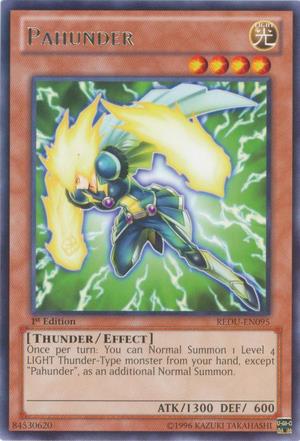 PAHUNDER
LIGHT
光
1st Edition
REDU-EN095
[THUNDER/EFFECT]
Once per turn: You can Normal Summon 1 Level 4
LIGHT Thunder-Type monster from your hand, except
"Pahunder", as an additional Normal Summon.
ATK/1300 DEF/ 600
84530620
©1996 KAZUKI TAKAHASHI